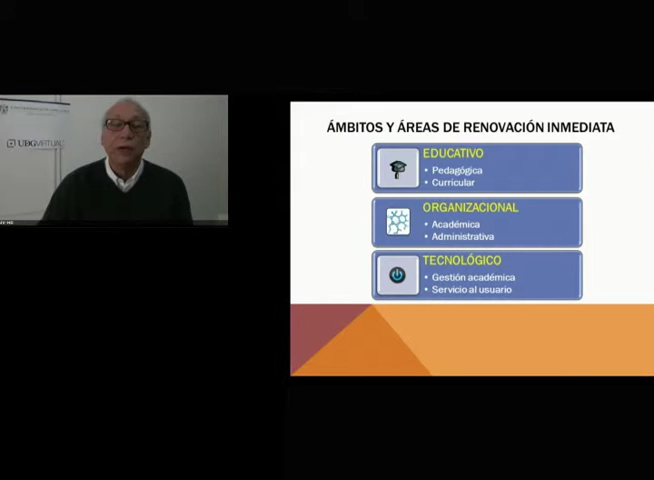 UDGVIRTUAL
ÁMBITOS Y ÁREAS DE RENOVACIÓN INMEDIATA
EDUCATIVO
• Pedagógica
• Curricular
ORGANIZACIONAL
• Académica
• Administrativa
TECNOLÓGICO
• Gestión académica
• Servicio al usuario